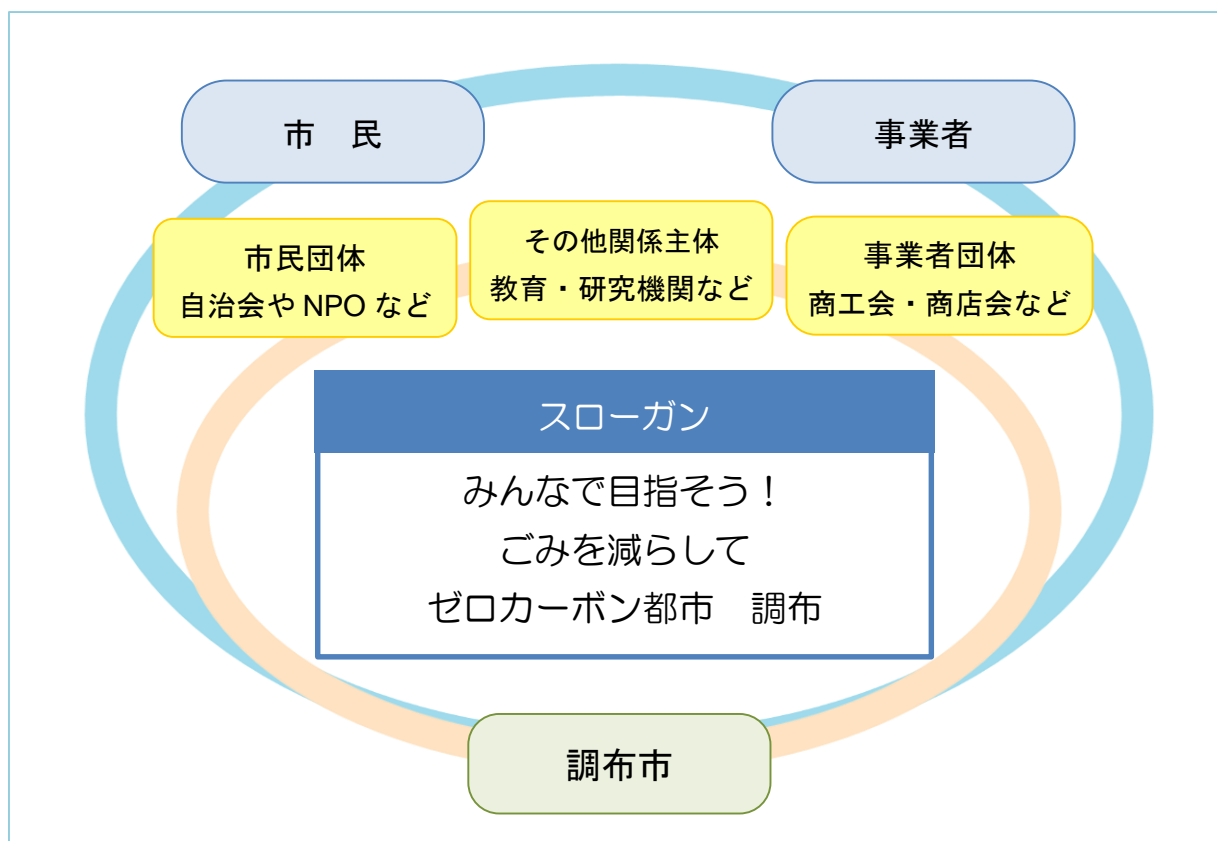 市　民
事業者
市民団体
自治会や NPO など
その他関係主体
教育・研究機関など
事業者団体
商工会・商店会など
スローガン
みんなで目指そう！
ごみを減らして
ゼロカーボン都市　調布
調布市